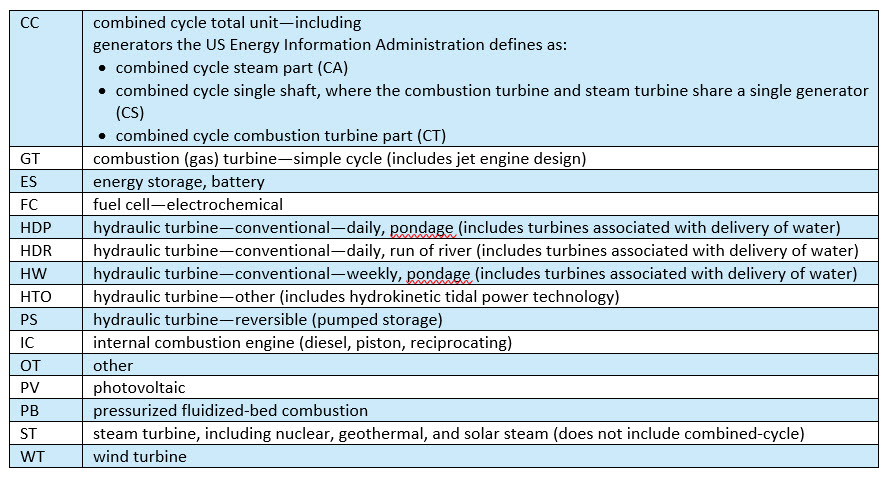 CC combined cycle total unit—including
generators the US Energy Information Administration defines as:
• combined cycle steam part (CA)
• combined cycle single shaft, where the combustion turbine and steam turbine share a single generator
(CS)
• combined cycle combustion turbine part (CT)
GT combustion (gas) turbine—simple cycle (includes jet engine design)
ES energy storage, battery
FC fuel cell—electrochemical
HDP hydraulic turbine—conventional—daily, pondage (includes turbines associated with delivery of water)
HDR hydraulic turbine—conventional—daily, run of river (includes turbines associated with delivery of water)
HW hydraulic turbine—conventional—weekly, pondage (includes turbines associated with delivery of water)
HTO hydraulic turbine—other (includes hydrokinetic tidal power technology)
PS hydraulic turbine—reversible (pumped storage)
IC internal combustion engine (diesel, piston, reciprocating)
OT other
PV photovoltaic
PB pressurized fluidized-bed combustion
ST steam turbine, including nuclear, geothermal, and solar steam (does not include combined-cycle)
WT wind turbine